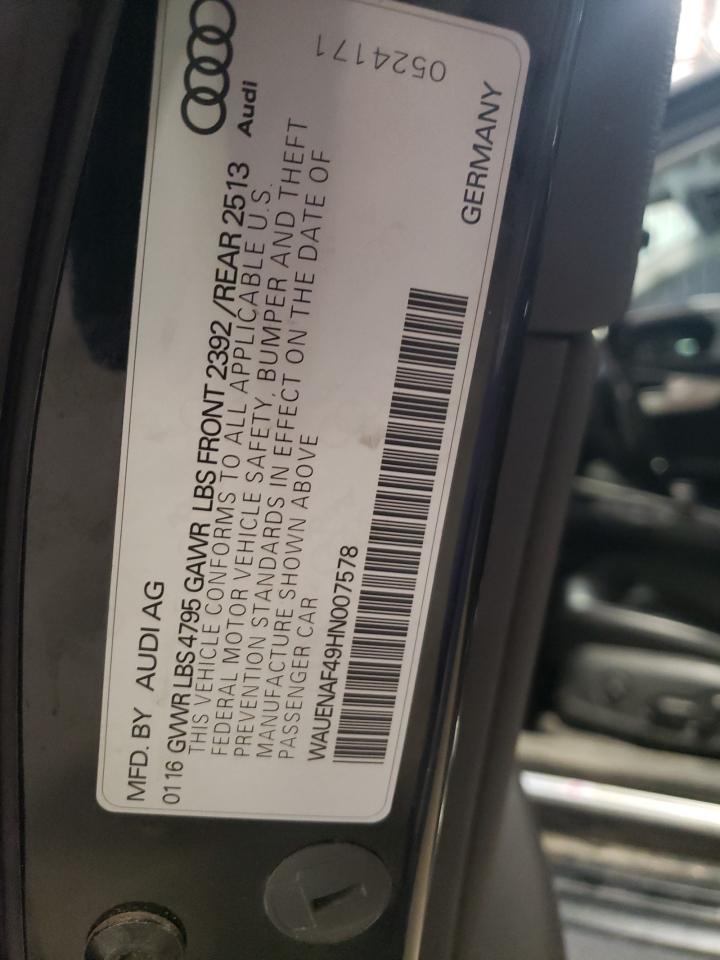 MFD. BY AUDI AG
Audi
01 16 GVWR LBS 4795 GAWR LBS FRONT 2392 /REAR 2513
THIS VEHICLE CONFORMS TO ALL APPLICABLE U.S.
FEDERAL MOTOR VEHICLE SAFETY, BUMPER AND THEFT
PREVENTION STANDARDS IN EFFECT ON THE DATE OF
MANUFACTURE SHOWN ABOVE
PASSENGER CAR
WAUENAF49HN007578
GERMANY
0524171